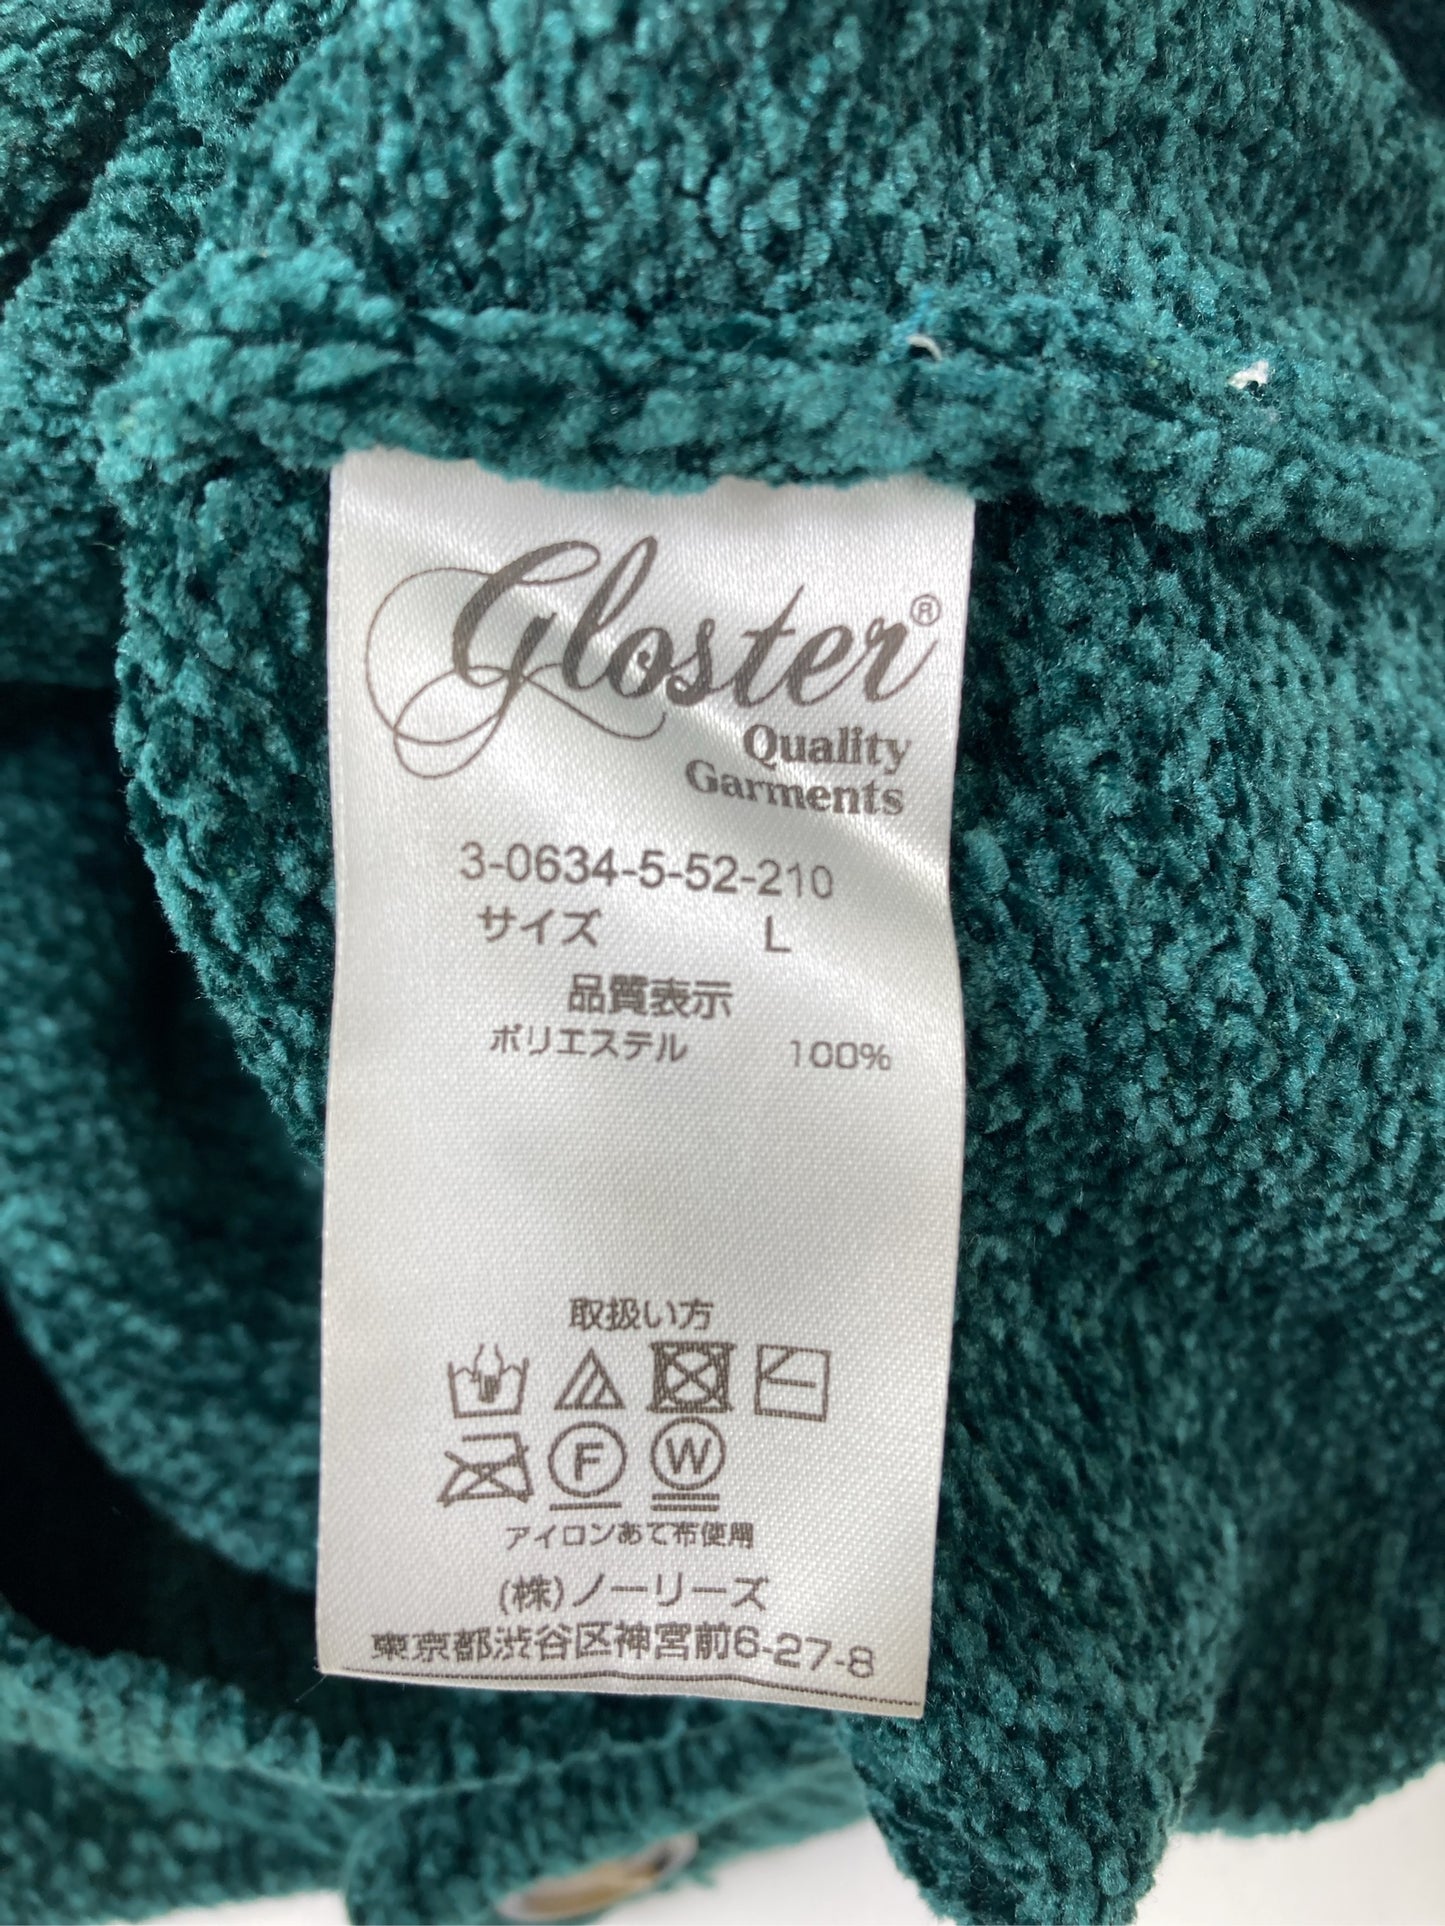 Gloster®
Quality
Garments
3-0634-5-52-210
サイズ L
品質表示
ポリエステル 100%
取扱い方
F W
アイロンあて布使用
(株)ノーリーズ
東京都渋谷区神宮前6-27-8